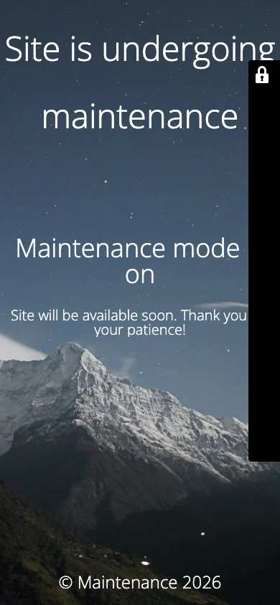 Site is undergoing
maintenance
Maintenance mode
on
Site will be available soon. Thank you
your patience!
© Maintenance 2026